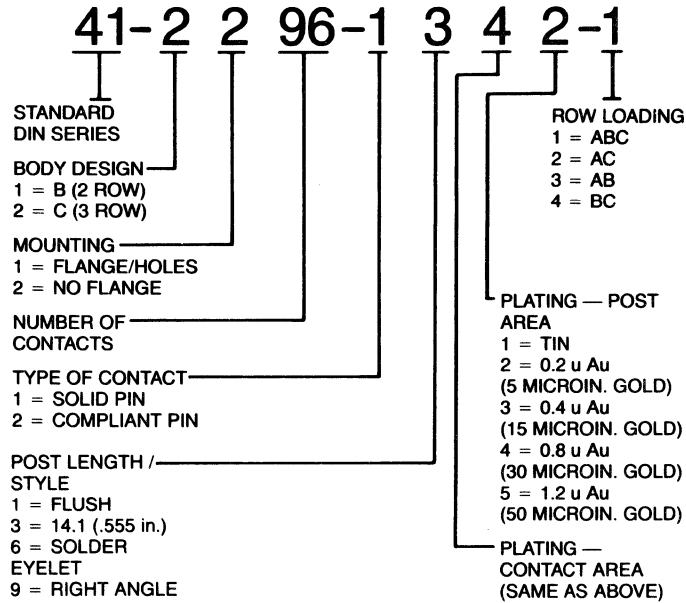 41-2 2 96-1 3 4 2-1
STANDARD
DIN SERIES
BODY DESIGN
1 = B (2 ROW)
2 = C (3 ROW)
MOUNTING
1 = FLANGE/HOLES
2 = NO FLANGE
NUMBER OF
CONTACTS
TYPE OF CONTACT
1 = SOLID PIN
2 = COMPLIANT PIN
POST LENGTH /
STYLE
1 = FLUSH
3 = 14.1 (.555 in.)
6 = SOLDER
EYELET
9 = RIGHT ANGLE
ROW LOADING
1 = ABC
2 = AC
3 = AB
4 = BC
PLATING — POST
AREA
1 = TIN
2 = 0.2 u Au
(5 MICROIN. GOLD)
3 = 0.4 u Au
(15 MICROIN. GOLD)
4 = 0.8 u Au
(30 MICROIN. GOLD)
5 = 1.2 u Au
(50 MICROIN. GOLD)
PLATING —
CONTACT AREA
(SAME AS ABOVE)